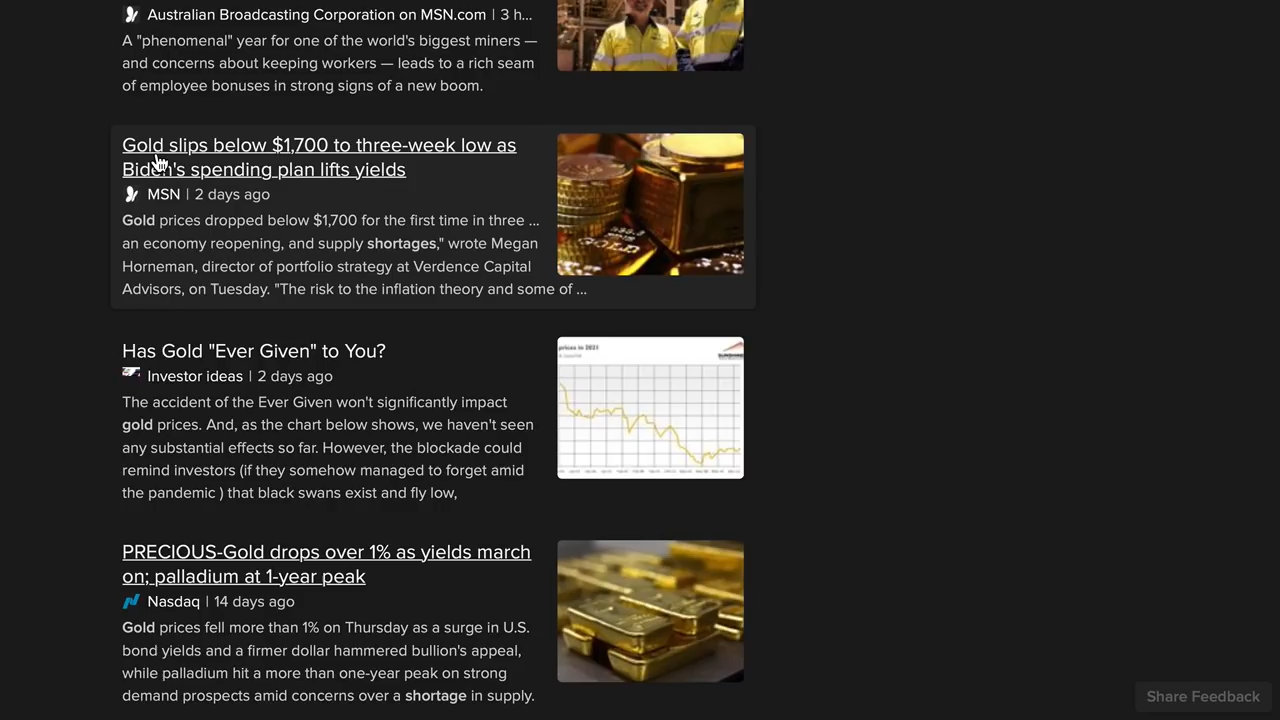 Australian Broadcasting Corporation on MSN.com | 3 h...
A "phenomenal" year for one of the world's biggest miners —
and concerns about keeping workers — leads to a rich seam
of employee bonuses in strong signs of a new boom.
Gold slips below $1,700 to three-week low as
Biden's spending plan lifts yields
MSN | 2 days ago
Gold prices dropped below $1,700 for the first time in three ...
an economy reopening, and supply shortages," wrote Megan
Horneman, director of portfolio strategy at Verdence Capital
Advisors, on Tuesday. "The risk to the inflation theory and some of ...
Has Gold "Ever Given" to You?
Investor ideas | 2 days ago
The accident of the Ever Given won't significantly impact
gold prices. And, as the chart below shows, we haven't seen
any substantial effects so far. However, the blockade could
remind investors (if they somehow managed to forget amid
the pandemic ) that black swans exist and fly low,
prices in 2021
SUNSHINE
PRECIOUS-Gold drops over 1% as yields march
on; palladium at 1-year peak
Nasdaq | 14 days ago
Gold prices fell more than 1% on Thursday as a surge in U.S.
bond yields and a firmer dollar hammered bullion's appeal,
while palladium hit a more than one-year peak on strong
demand prospects amid concerns over a shortage in supply.
Share Feedback